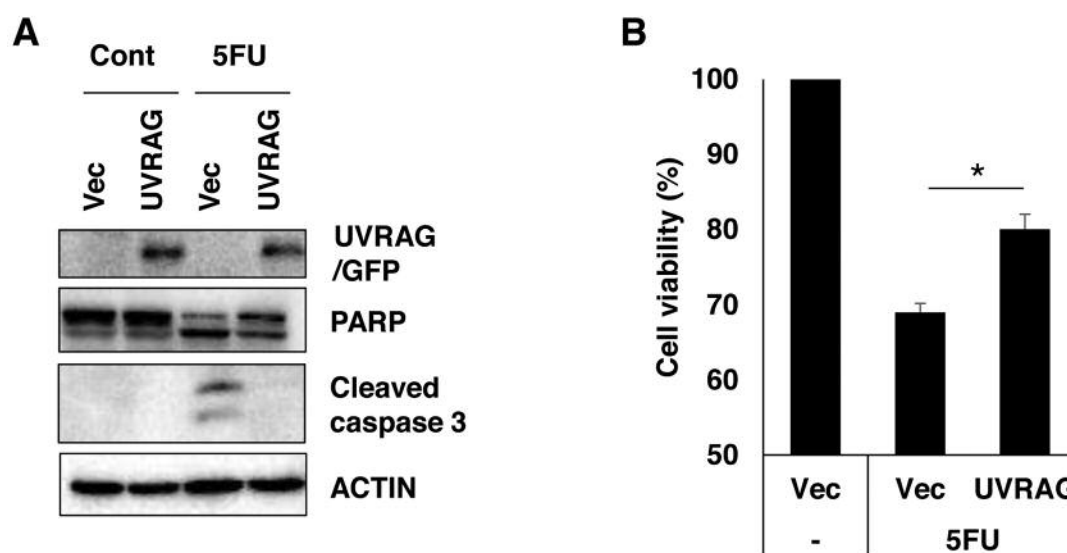 A
Cont 5FU
Vec UVRAG Vec UVRAG
UVRAG
/GFP
PARP
Cleaved
caspase 3
ACTIN
B
Cell viability (%)
100
90
80
70
60
50
*
Vec Vec UVRAG
- 5FU